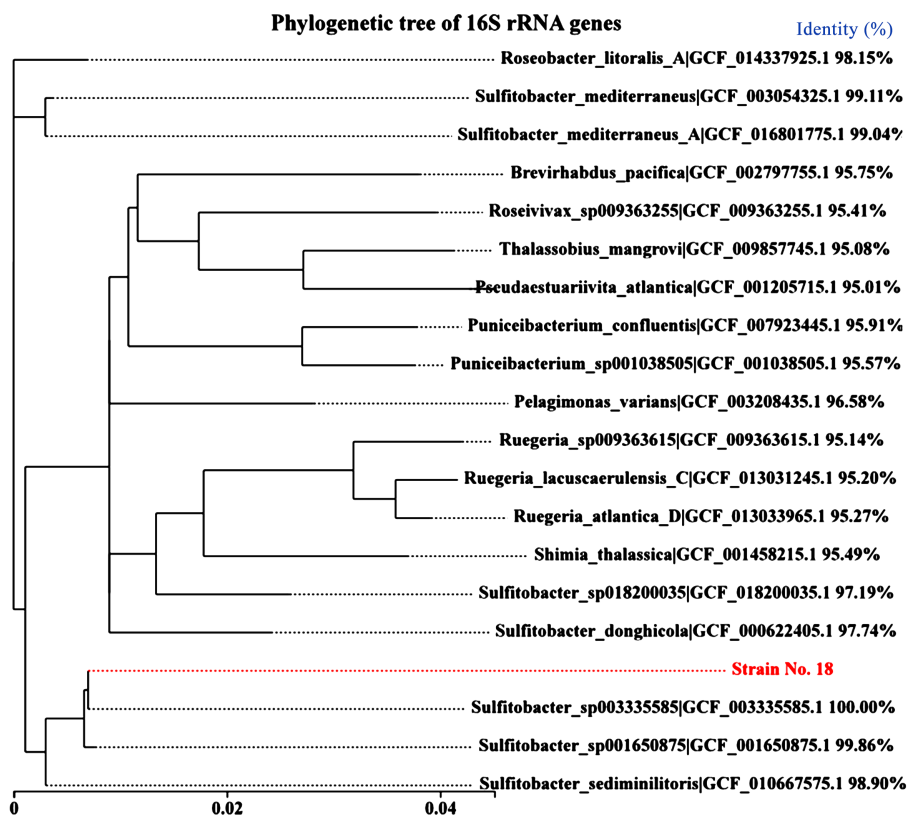 Phylogenetic tree of 16S rRNA genes
Identity (%)
Roseobacter_litoralis_A|GCF_014337925.1 98.15%
Sulfitobacter_mediterraneus|GCF_003054325.1 99.11%
Sulfitobacter_mediterraneus_A|GCF_016801775.1 99.04%
Brevirhabdus_pacifica|GCF_002797755.1 95.75%
Roseivivax_sp009363255|GCF_009363255.1 95.41%
Thalassobius_mangrovi|GCF_009857745.1 95.08%
Pseudaestuariivita_atlantica|GCF_001205715.1 95.01%
Puniceibacterium_confluentis|GCF_007923445.1 95.91%
Puniceibacterium_sp001038505|GCF_001038505.1 95.57%
Pelagimonas_varians|GCF_003208435.1 96.58%
Ruegeria_sp009363615|GCF_009363615.1 95.14%
Ruegeria_lacuscaerulensis_C|GCF_013031245.1 95.20%
Ruegeria_atlantica_D|GCF_013033965.1 95.27%
Shimia_thalassica|GCF_001458215.1 95.49%
Sulfitobacter_sp018200035|GCF_018200035.1 97.19%
Sulfitobacter_donghicola|GCF_000622405.1 97.74%
Strain No. 18
Sulfitobacter_sp003335585|GCF_003335585.1 100.00%
Sulfitobacter_sp001650875|GCF_001650875.1 99.86%
Sulfitobacter_sediminilitoris|GCF_010667575.1 98.90%
0 0.02 0.04